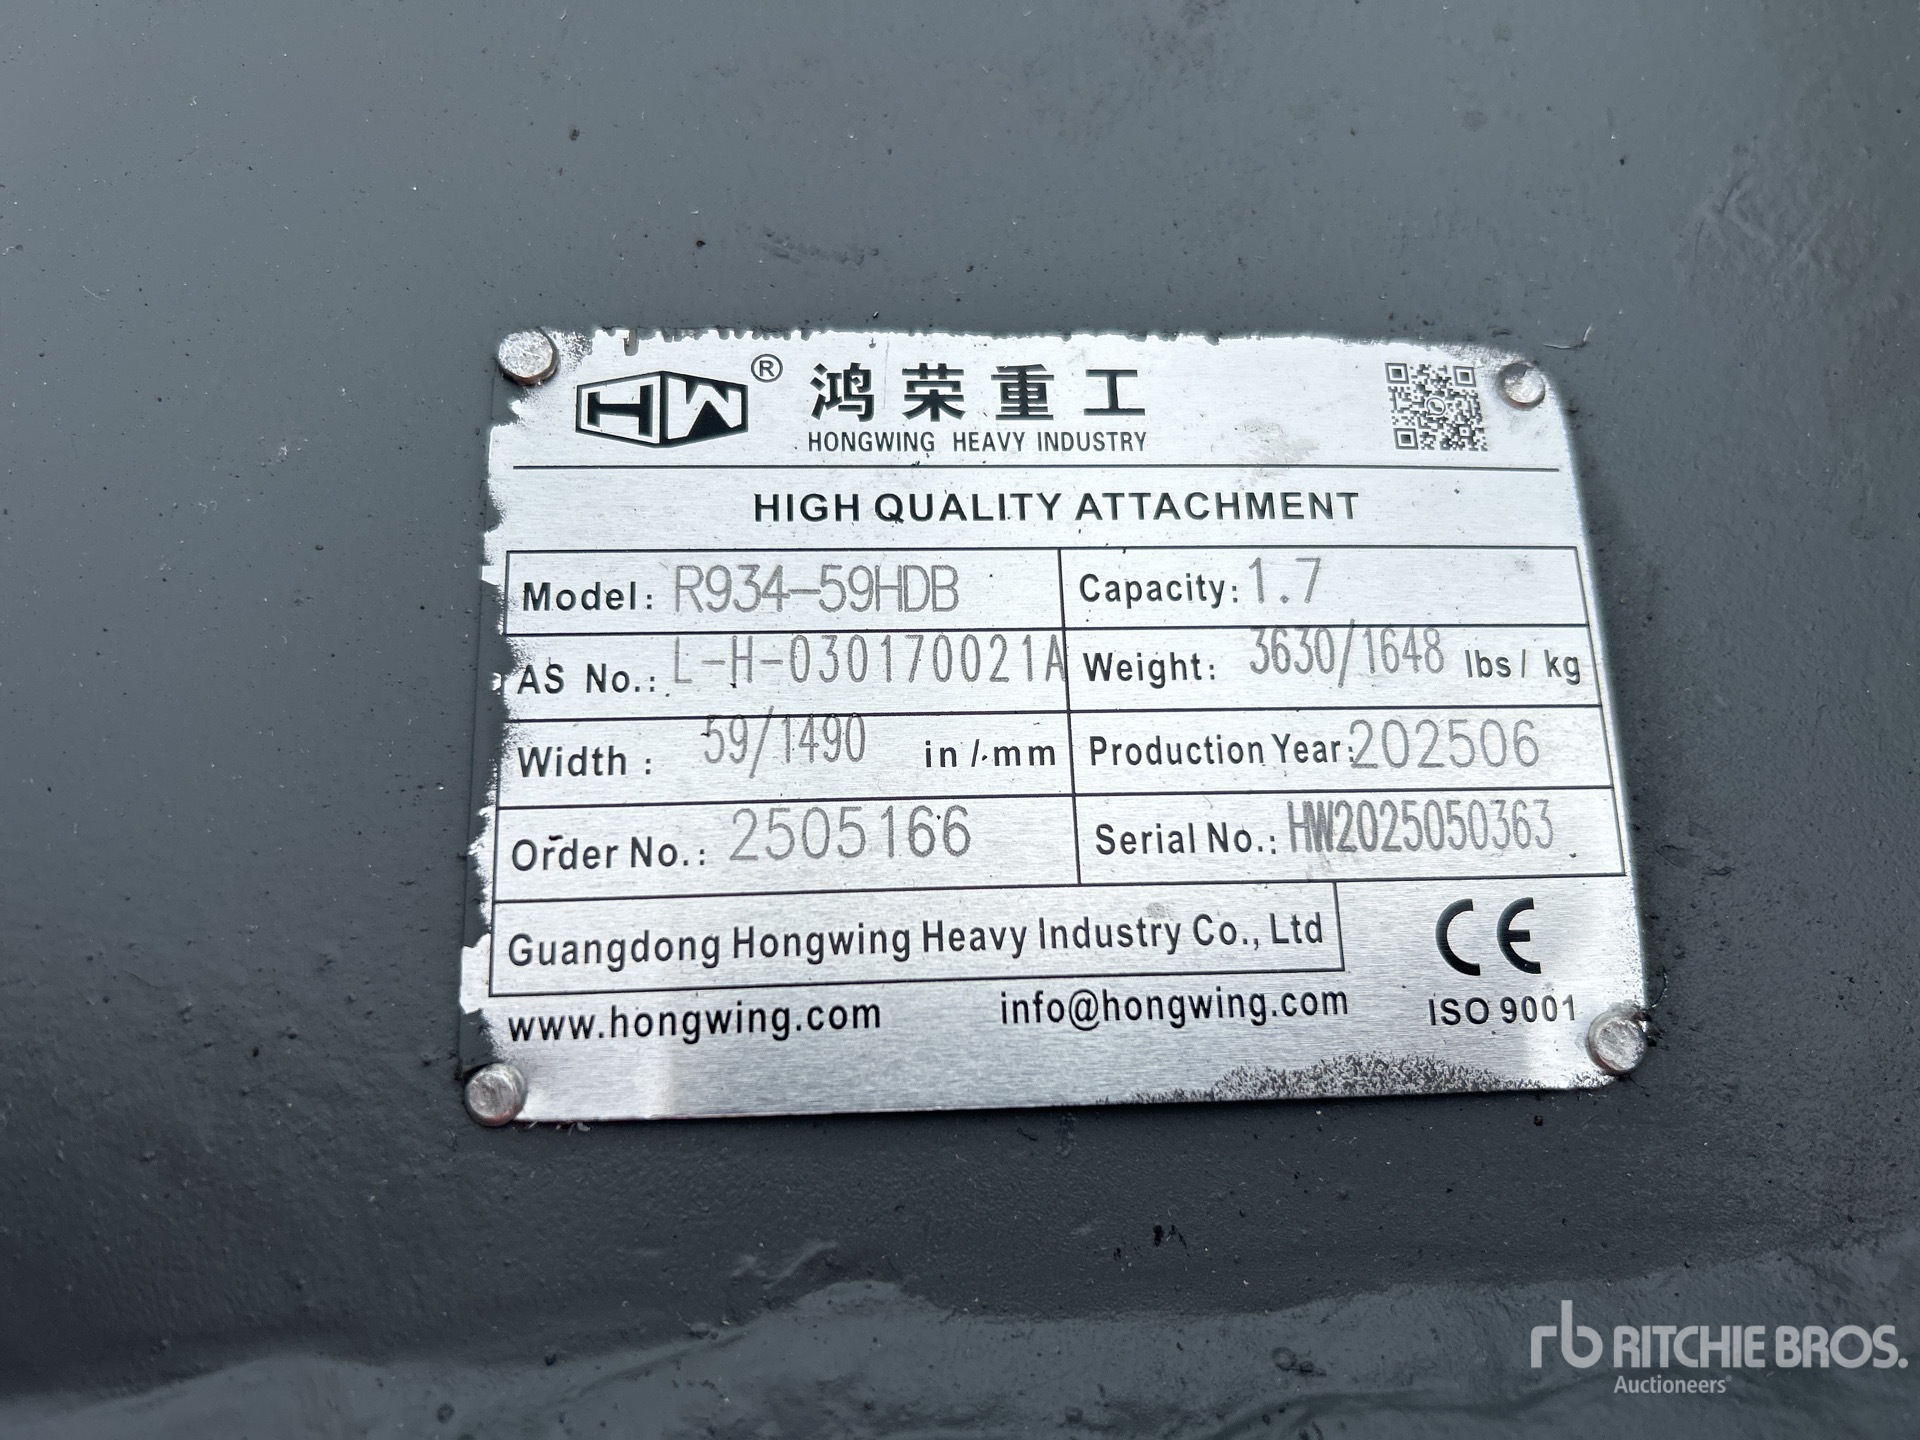 HW ® 鸿荣重工
HONGWING HEAVY INDUSTRY
HIGH QUALITY ATTACHMENT
Model: R934-59HDB Capacity: 1.7
AS No.: L-H-030170021A Weight: 3630/1648 lbs/ kg
Width : 59/1490 in/mm Production Year: 202506
Order No.: 2505166 Serial No.: HW2025050363
Guangdong Hongwing Heavy Industry Co., Ltd
CE
www.hongwing.com info@hongwing.com ISO 9001
rb RITCHIE BROS.
Auctioneers